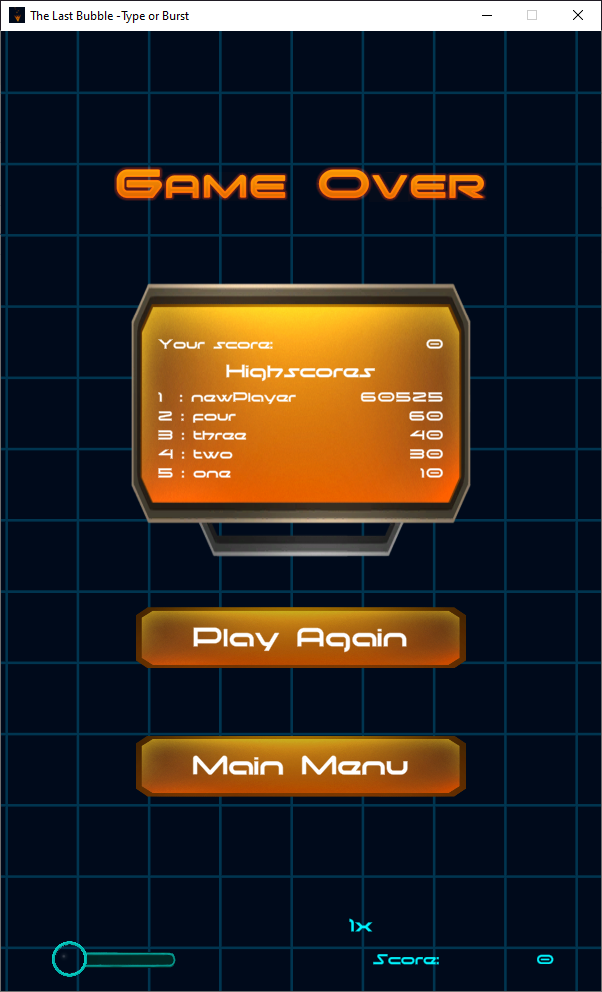 The Last Bubble -Type or Burst
Game Over
Your score: 0
Highscores
1 : newPlayer 60525
2 : four 60
3 : three 40
4 : two 30
5 : one 10
Play Again
Main Menu
1x
Score: 0